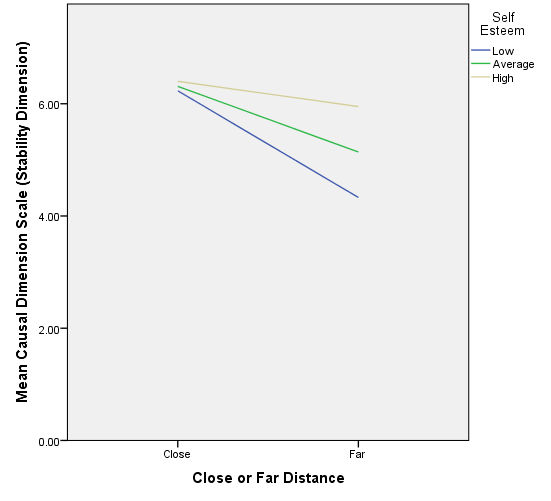 Self
Esteem
Low
Average
High
Mean Causal Dimension Scale (Stability Dimension)
6.00
4.00
2.00
0.00
Close
Far
Close or Far Distance